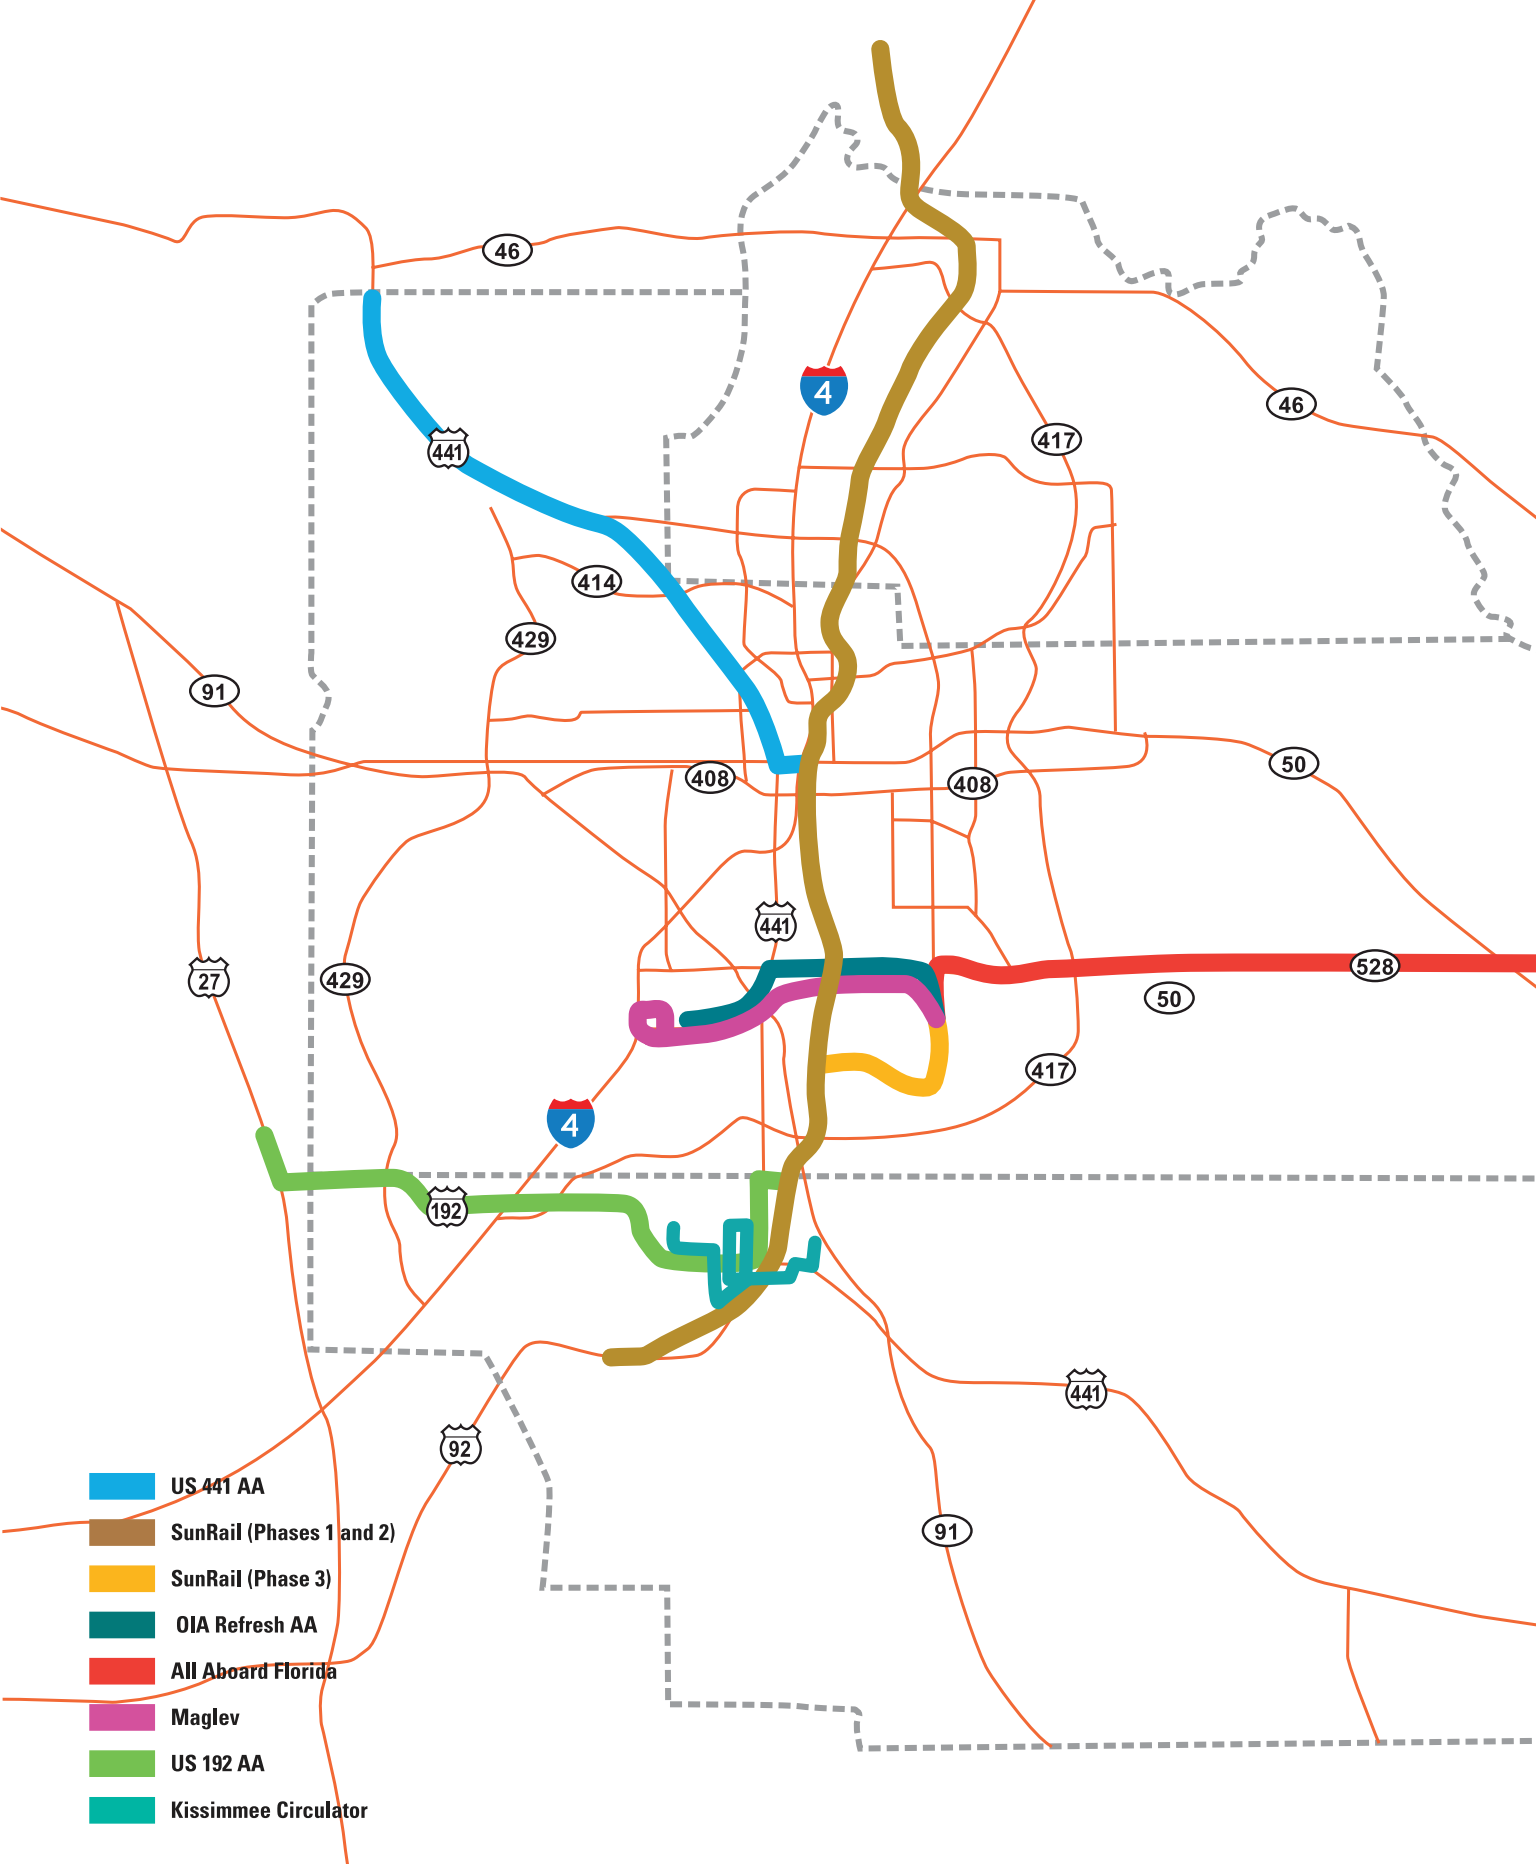 46
4
46
441
417
414
429
91
50
408
408
441
528
27
429
50
417
4
192
441
92
91
US 441 AA
SunRail (Phases 1 and 2)
SunRail (Phase 3)
OIA Refresh AA
All Aboard Florida
Maglev
US 192 AA
Kissimmee Circulator